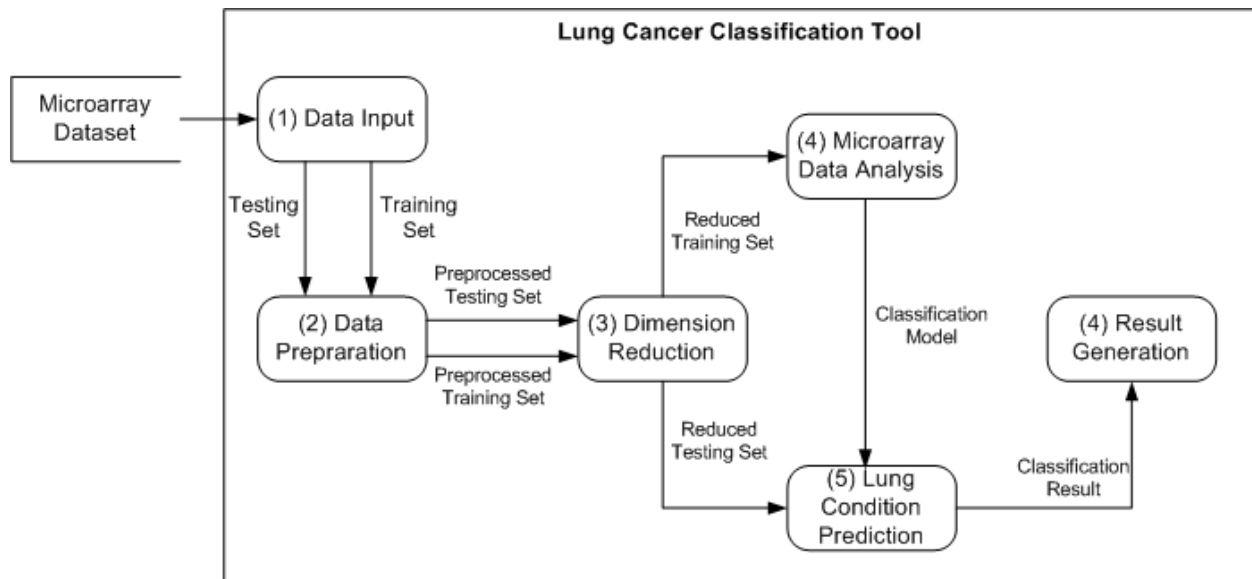 Lung Cancer Classification Tool
Microarray
Dataset
(1) Data Input
Testing
Set
Training
Set
(2) Data
Prepraration
Preprocessed
Testing Set
Preprocessed
Training Set
(3) Dimension
Reduction
Reduced
Training Set
Reduced
Testing Set
(4) Microarray
Data Analysis
Classification
Model
(5) Lung
Condition
Prediction
Classification
Result
(4) Result
Generation